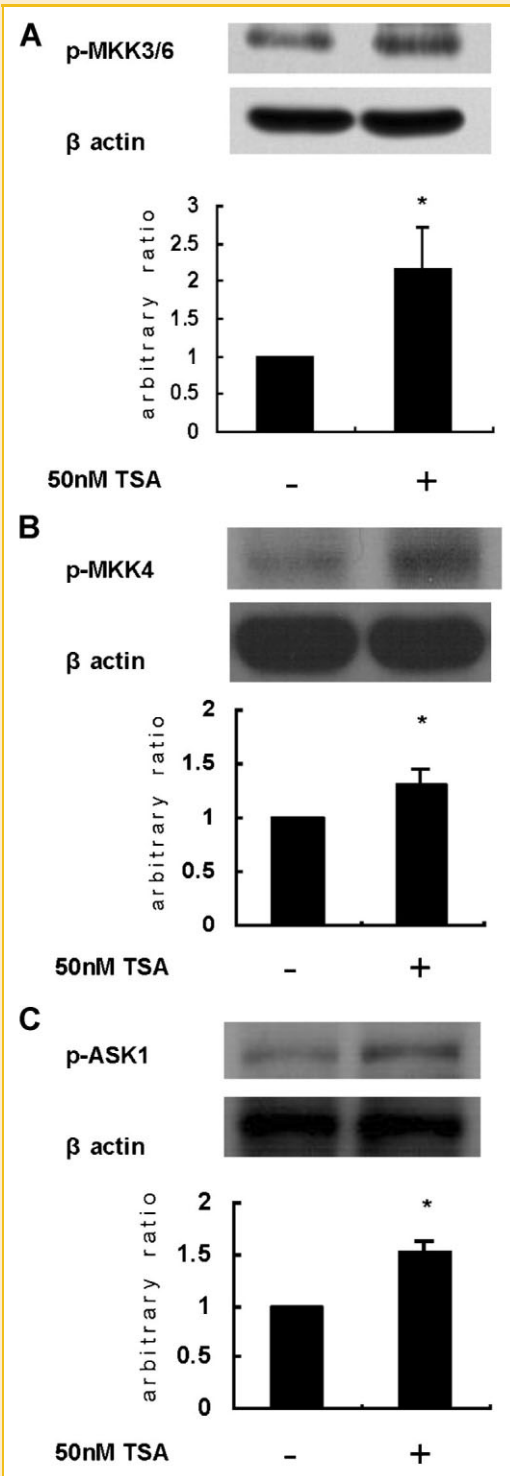 A
p-MKK3/6
β actin
3
*
2.5
2
1.5
1
0.5
0
arbitrary ratio
50nM TSA - +
B
p-MKK4
β actin
2
*
1.5
1
0.5
0
arbitrary ratio
50nM TSA - +
C
p-ASK1
β actin
2
*
1.5
1
0.5
0
arbitrary ratio
50nM TSA - +